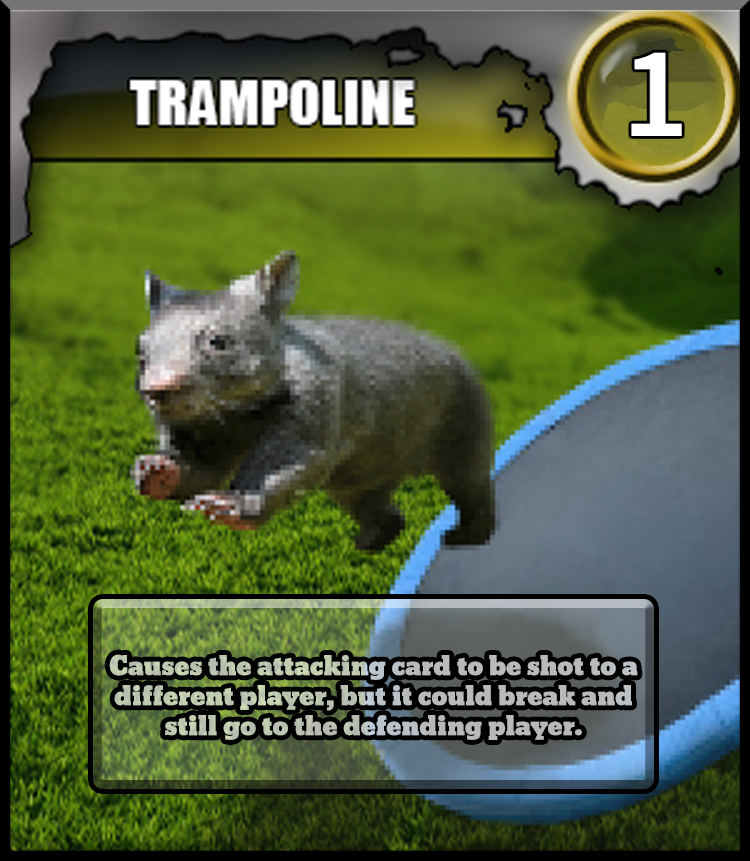 TRAMPOLINE
1
Causes the attacking card to be shot to a
different player, but it could break and
still go to the defending player.